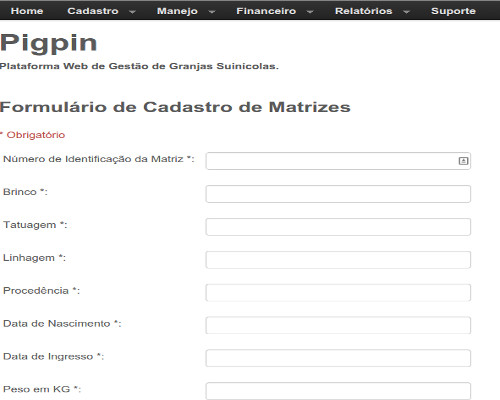 Home Cadastro Manejo Financeiro Relatórios Suporte
Pigpin
Plataforma Web de Gestão de Granjas Suinícolas.
Formulário de Cadastro de Matrizes
* Obrigatório
Número de Identificação da Matriz *:
Brinco *:
Tatuagem *:
Linhagem *:
Procedência *:
Data de Nascimento *:
Data de Ingresso *:
Peso em KG *: